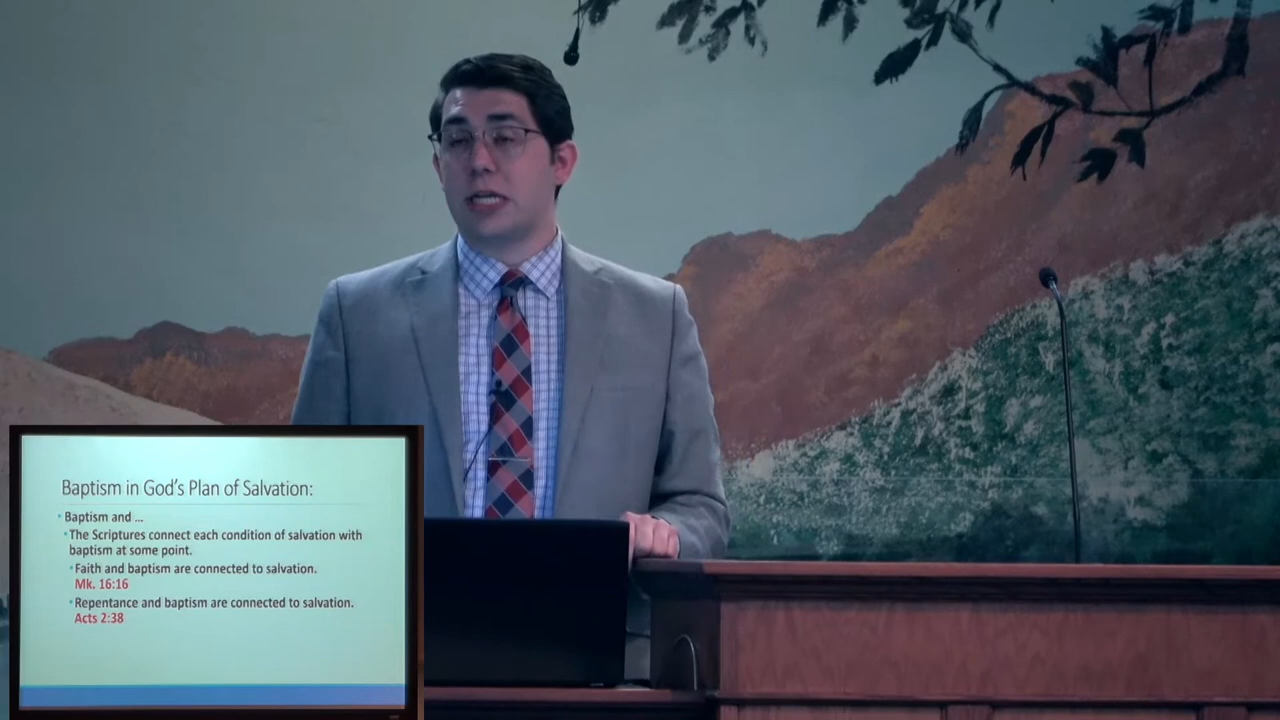 Baptism in God's Plan of Salvation:
Baptism and ...
The Scriptures connect each condition of salvation with
baptism at some point.
Faith and baptism are connected to salvation.
Mk. 16:16
Repentance and baptism are connected to salvation.
Acts 2:38